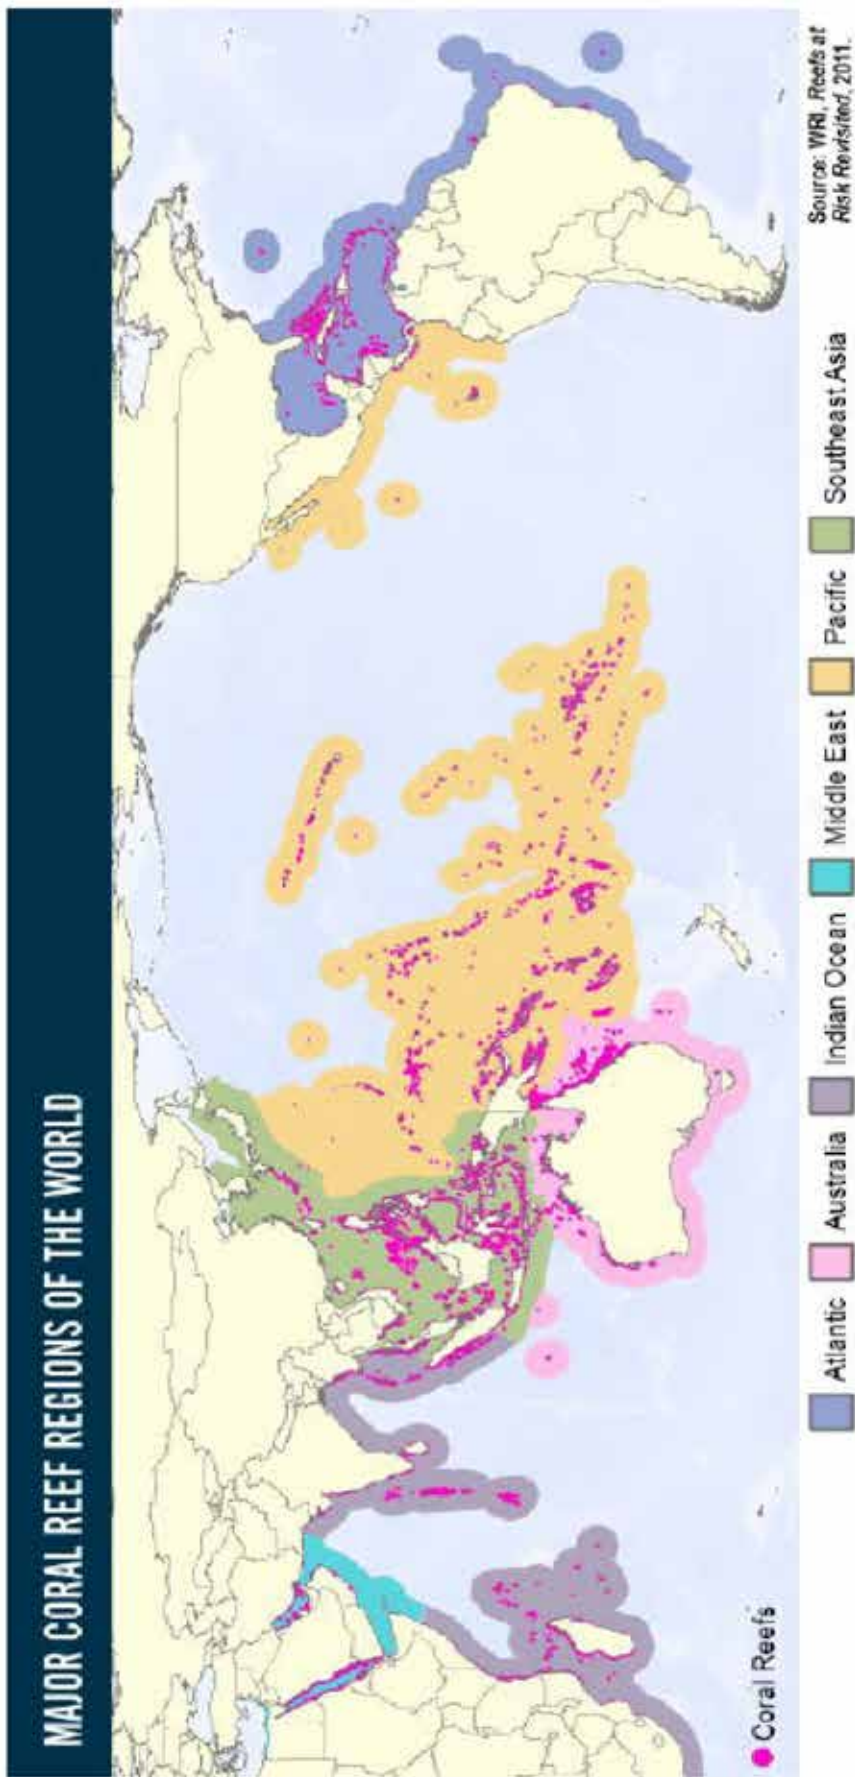 MAJOR CORAL REEF REGIONS OF THE WORLD
Coral Reefs
Atlantic
Australia
Indian Ocean
Middle East
Pacific
Southeast Asia
Source: WRI, Reefs at
Risk Revisited, 2011.